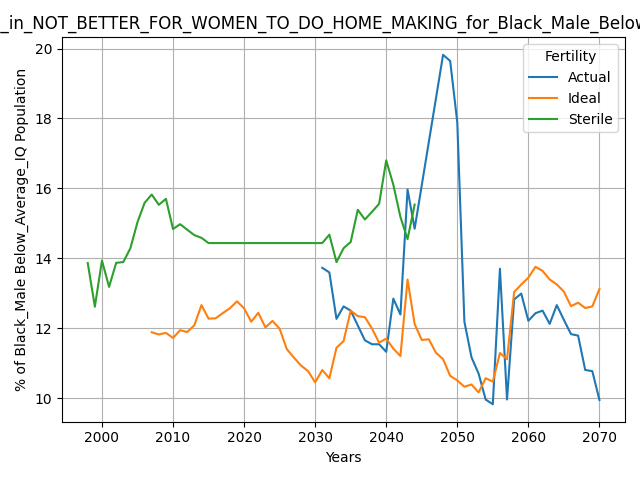 _in_NOT_BETTER_FOR_WOMEN_TO_DO_HOME_MAKING_for_Black_Male_Below
Fertility
Actual
Ideal
Sterile
% of Black_Male Below_Average_IQ Population
20
18
16
14
12
10
2000 2010 2020 2030 2040 2050 2060 2070
Years